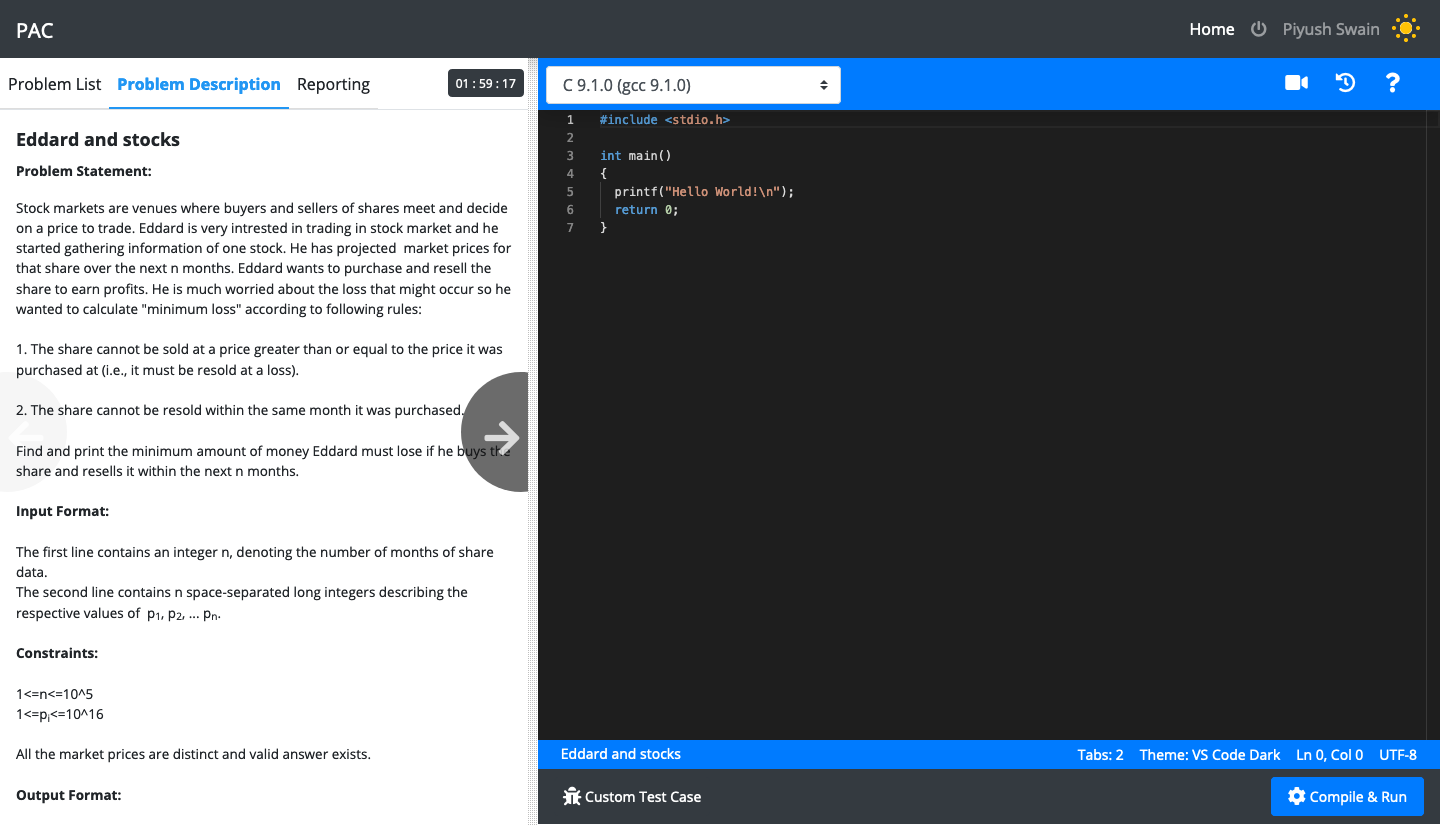 PAC
Home Piyush Swain
Problem List Problem Description Reporting 01 : 59 : 17
Eddard and stocks
Problem Statement:
Stock markets are venues where buyers and sellers of shares meet and decide
on a price to trade. Eddard is very intrested in trading in stock market and he
started gathering information of one stock. He has projected  market prices for
that share over the next n months. Eddard wants to purchase and resell the
share to earn profits. He is much worried about the loss that might occur so he
wanted to calculate "minimum loss" according to following rules:
1. The share cannot be sold at a price greater than or equal to the price it was
purchased at (i.e., it must be resold at a loss).
2. The share cannot be resold within the same month it was purchased.
Find and print the minimum amount of money Eddard must lose if he buys the
share and resells it within the next n months.
Input Format:
The first line contains an integer n, denoting the number of months of share
data.
The second line contains n space-separated long integers describing the
respective values of  p1, p2, ... pn.
Constraints:
1<=n<=10^5
1<=pi<=10^16
All the market prices are distinct and valid answer exists.
Output Format:
C 9.1.0 (gcc 9.1.0)
?
1 #include <stdio.h>
2
3 int main()
4 {
5   printf("Hello World!\n");
6   return 0;
7 }
Eddard and stocks Tabs: 2 Theme: VS Code Dark Ln 0, Col 0 UTF-8
Custom Test Case Compile & Run